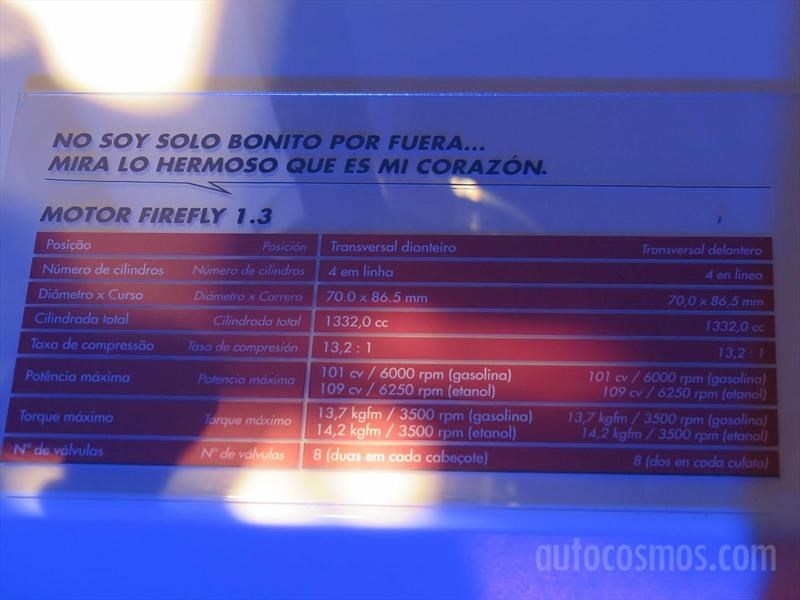 NO SOY SOLO BONITO POR FUERA...
MIRA LO HERMOSO QUE ES MI CORAZÓN.
MOTOR FIREFLY 1.3
Posição Posición Transversal dianteiro Transversal delantero
Número de cilindros Número de cilindros 4 em linha 4 en linea
Diâmetro x Curso Diámetro x Carrera 70.0 x 86.5 mm 70,0 x 86,5 mm
Cilindrada total Cilindrada total 1332,0 cc 1332,0 cc
Taxa de compressão Tasa de compresión 13,2 : 1 13,2 : 1
Potência máxima Potencia máxima 101 cv / 6000 rpm (gasolina) 101 cv / 6000 rpm (gasolina)
109 cv / 6250 rpm (etanol) 109 cv / 6250 rpm (etanol)
Torque máximo Torque máximo 13,7 kgfm / 3500 rpm (gasolina) 13,7 kgfm / 3500 rpm (gasolina)
14,2 kgfm / 3500 rpm (etanol) 14,2 kgfm / 3500 rpm (etanol)
N° de válvulas N° de válvulas 8 (duas em cada cabeçote) 8 (dos en cada culata)
autocosmos.com